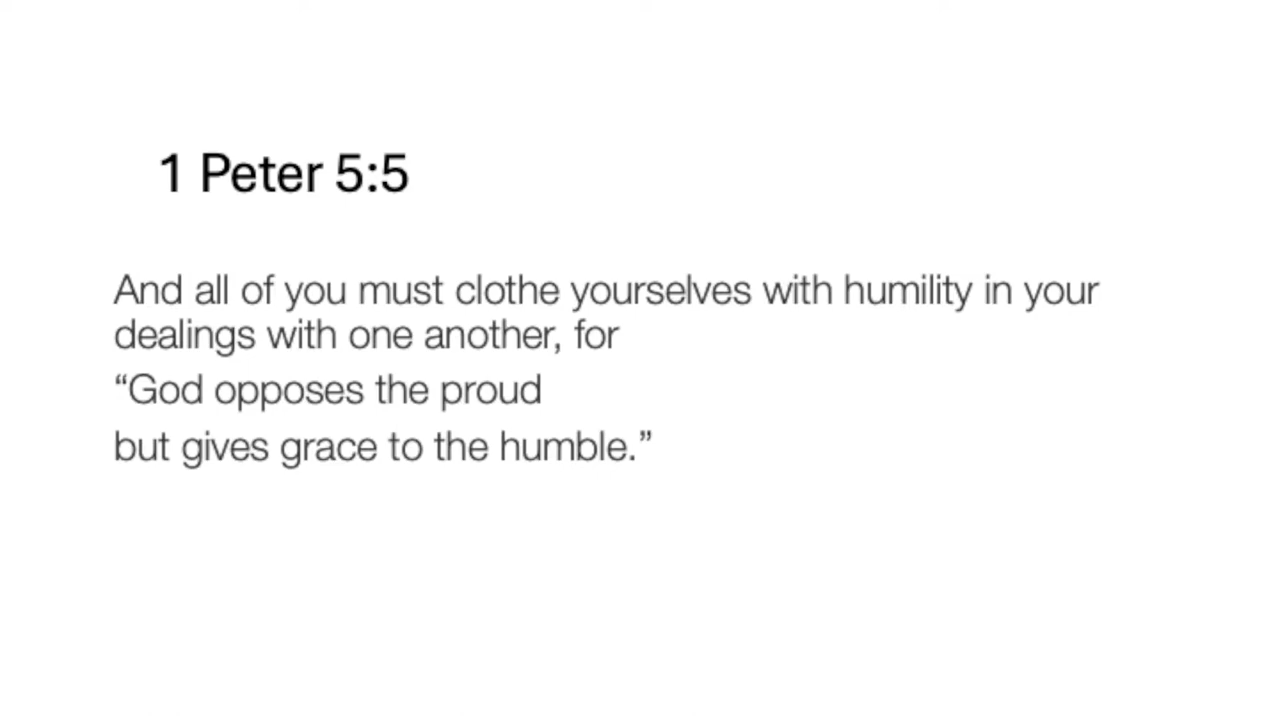 1 Peter 5:5
And all of you must clothe yourselves with humility in your
dealings with one another, for
“God opposes the proud
but gives grace to the humble.”